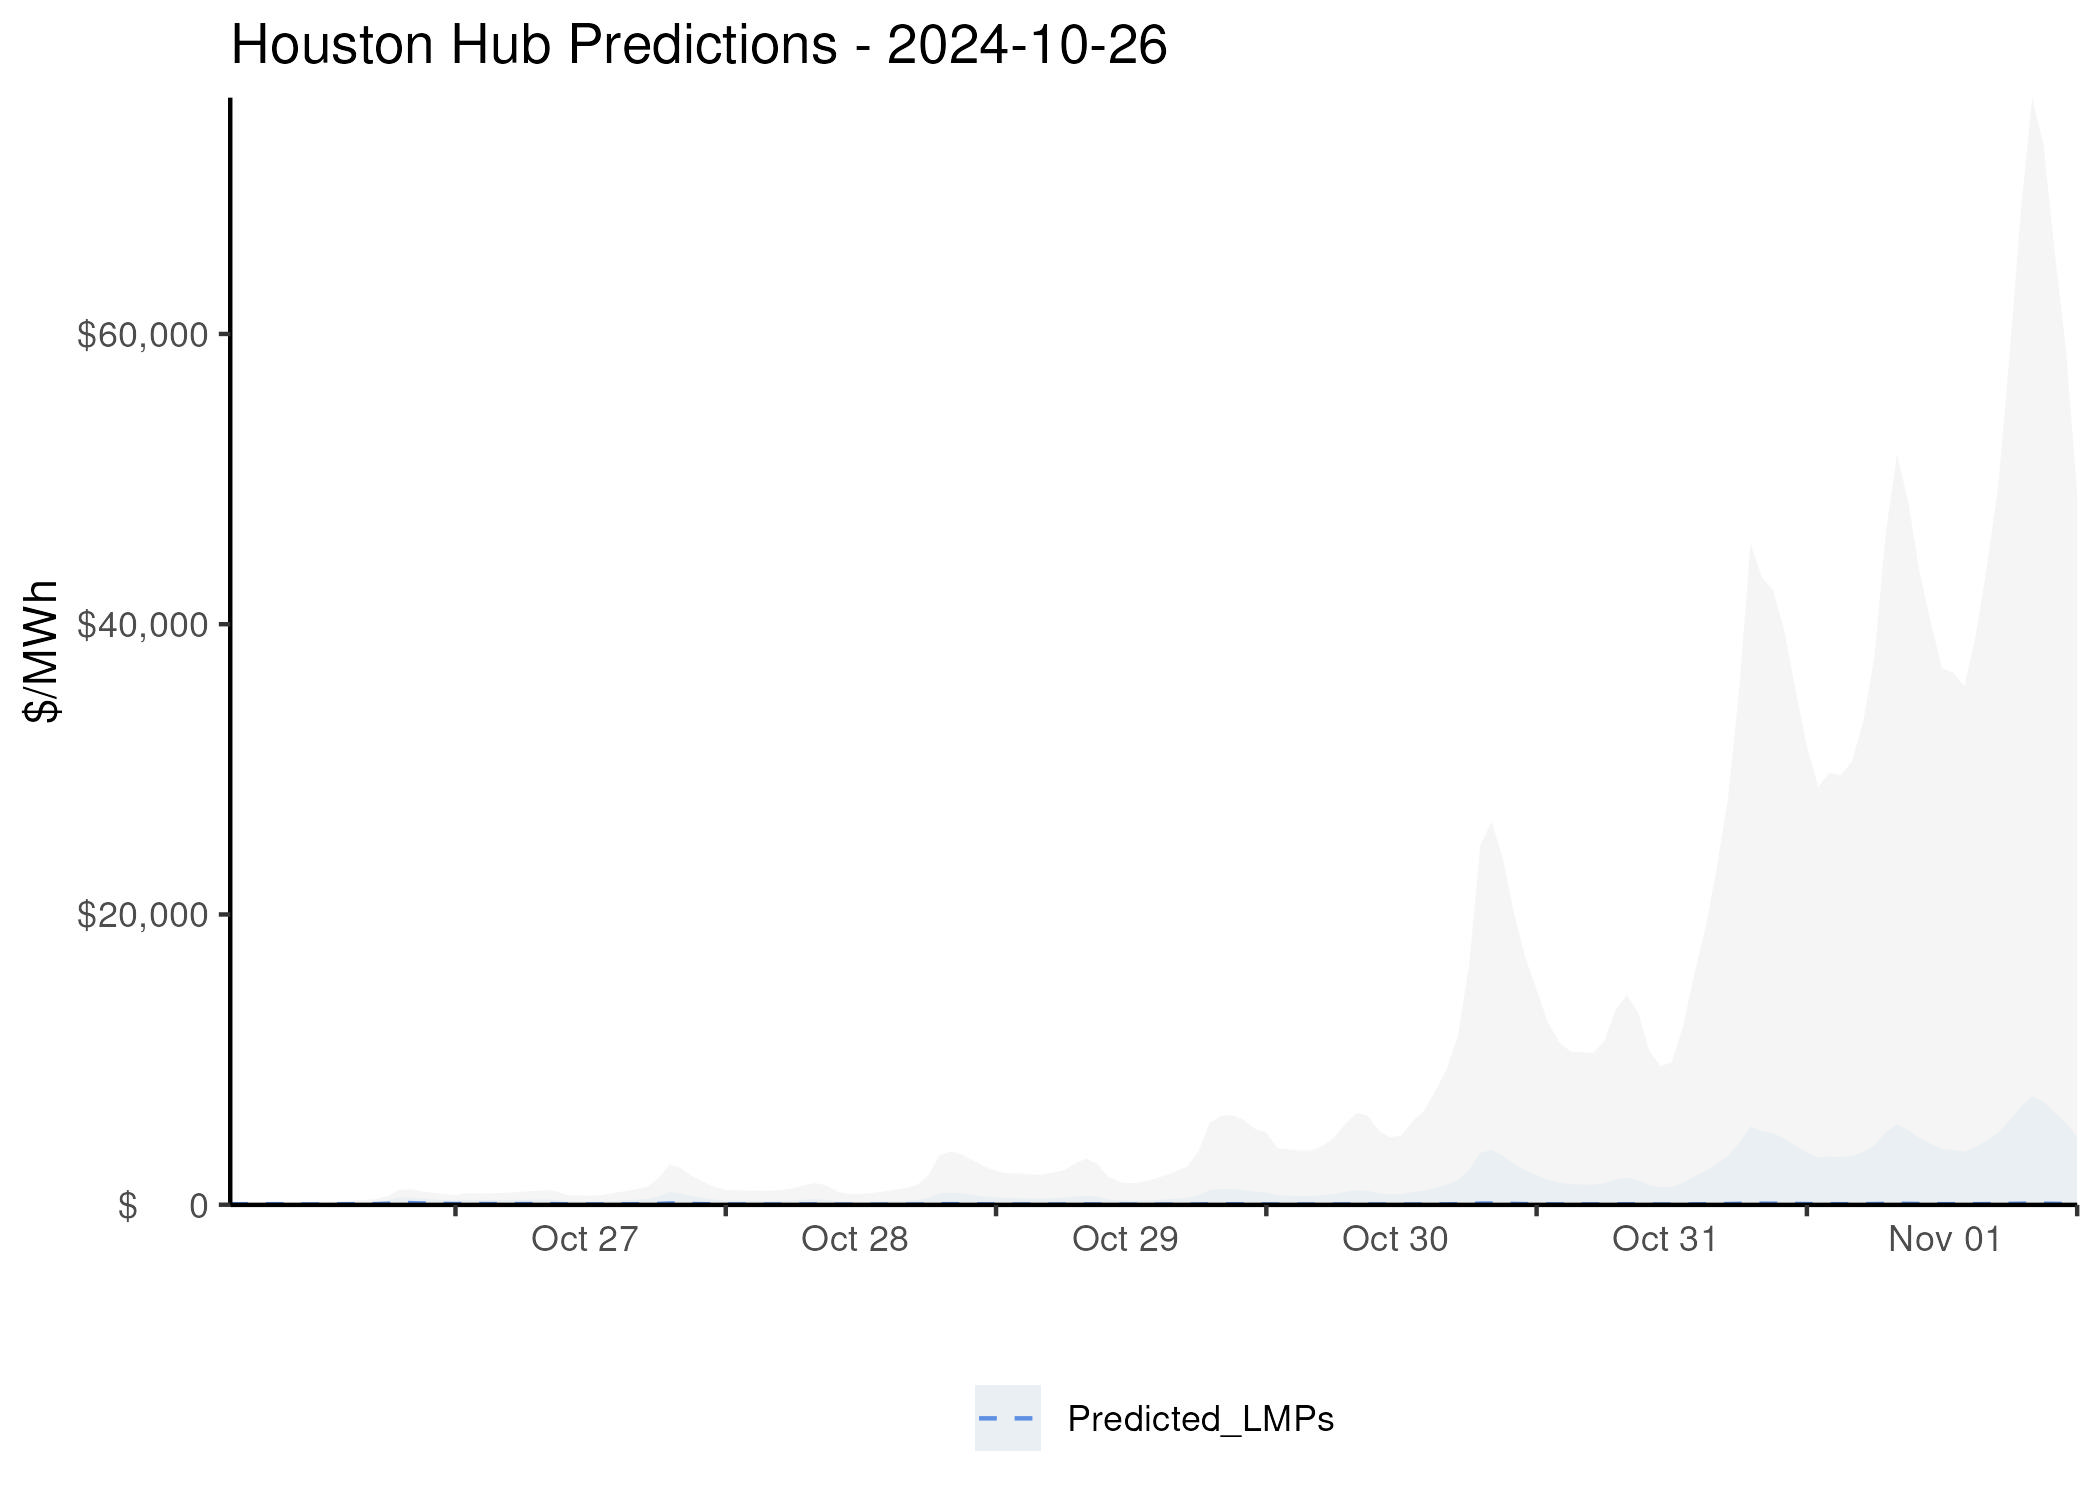 Houston Hub Predictions - 2024-10-26
$/MWh
$60,000
$40,000
$20,000
$ 0
Oct 27 Oct 28 Oct 29 Oct 30 Oct 31 Nov 01
Predicted_LMPs